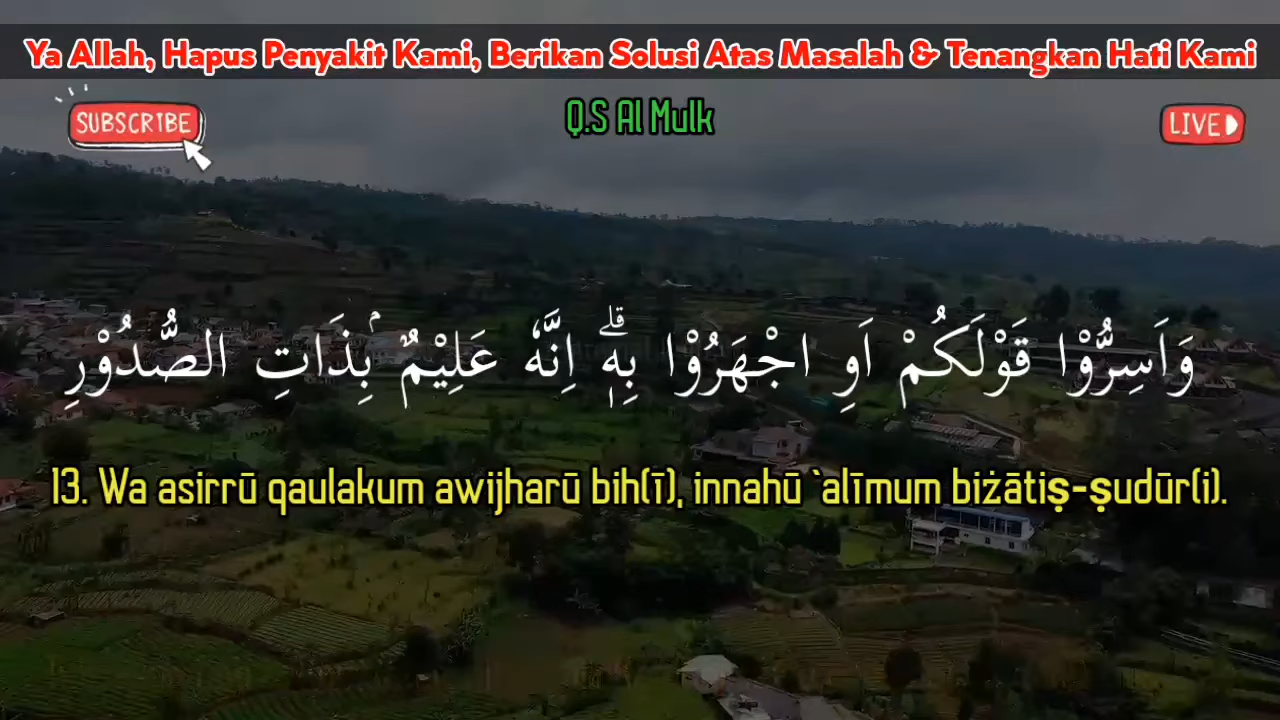 Ya Allah, Hapus Penyakit Kami, Berikan Solusi Atas Masalah & Tenangkan Hati Kami
SUBSCRIBE
Q.S Al Mulk
LIVE
وَاَسِرُّوْا قَوْلَكُمْ اَوِ اجْهَرُوْا بِهٖۗ اِنَّهٗ عَلِيْمٌ ۢبِذَاتِ الصُّدُوْرِ
13. Wa asirrū qaulakum awijharū bih(ī), innahū `alīmum biżātiṣ-ṣudūr(i).